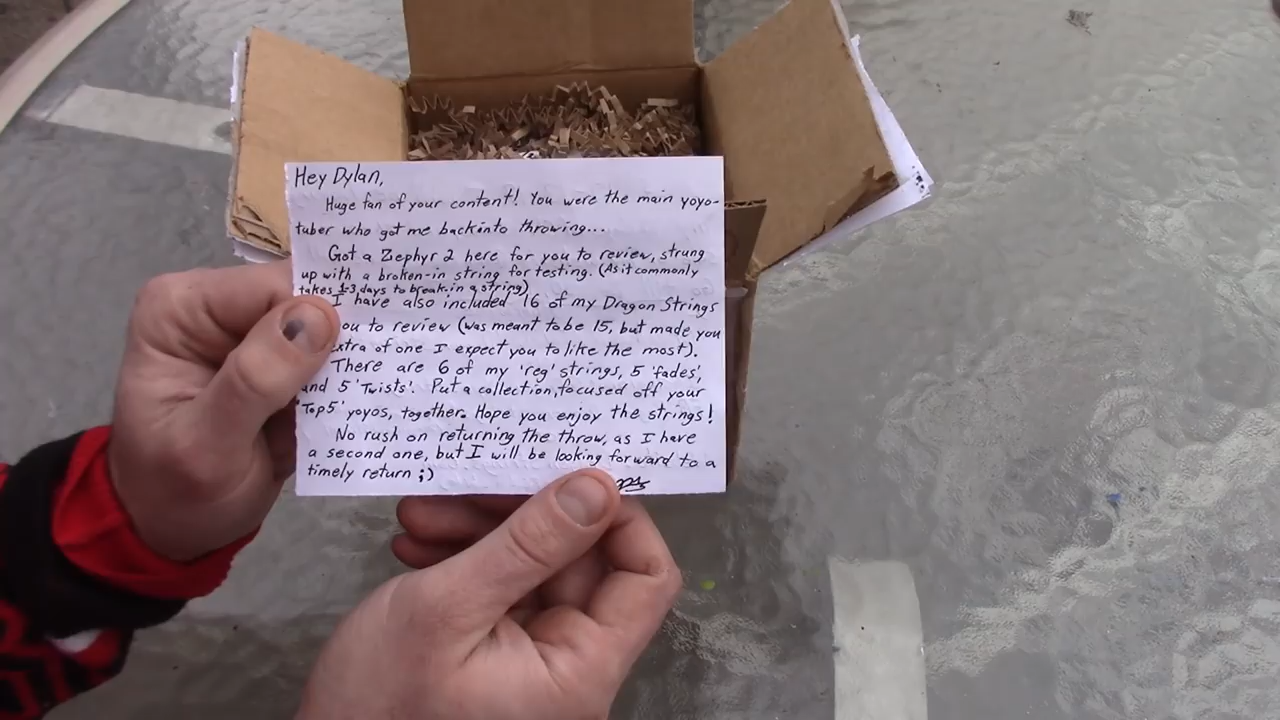 Hey Dylan,
Huge fan of your content! You were the main yoyo-
tuber who got me back into throwing...
Got a Zephyr 2 here for you to review, strung
up with a broken-in string for testing. (As it commonly
takes 1-3 days to break-in a string)
I have also included 16 of my Dragon Strings
you to review (was meant to be 15, but made you
extra of one I expect you to like the most).
There are 6 of my 'reg' strings, 5 'fades',
and 5 'Twists'. Put a collection, focused off your
'Top5' yoyos, together. Hope you enjoy the strings!
No rush on returning the throw, as I have
a second one, but I will be looking forward to a
timely return ;)